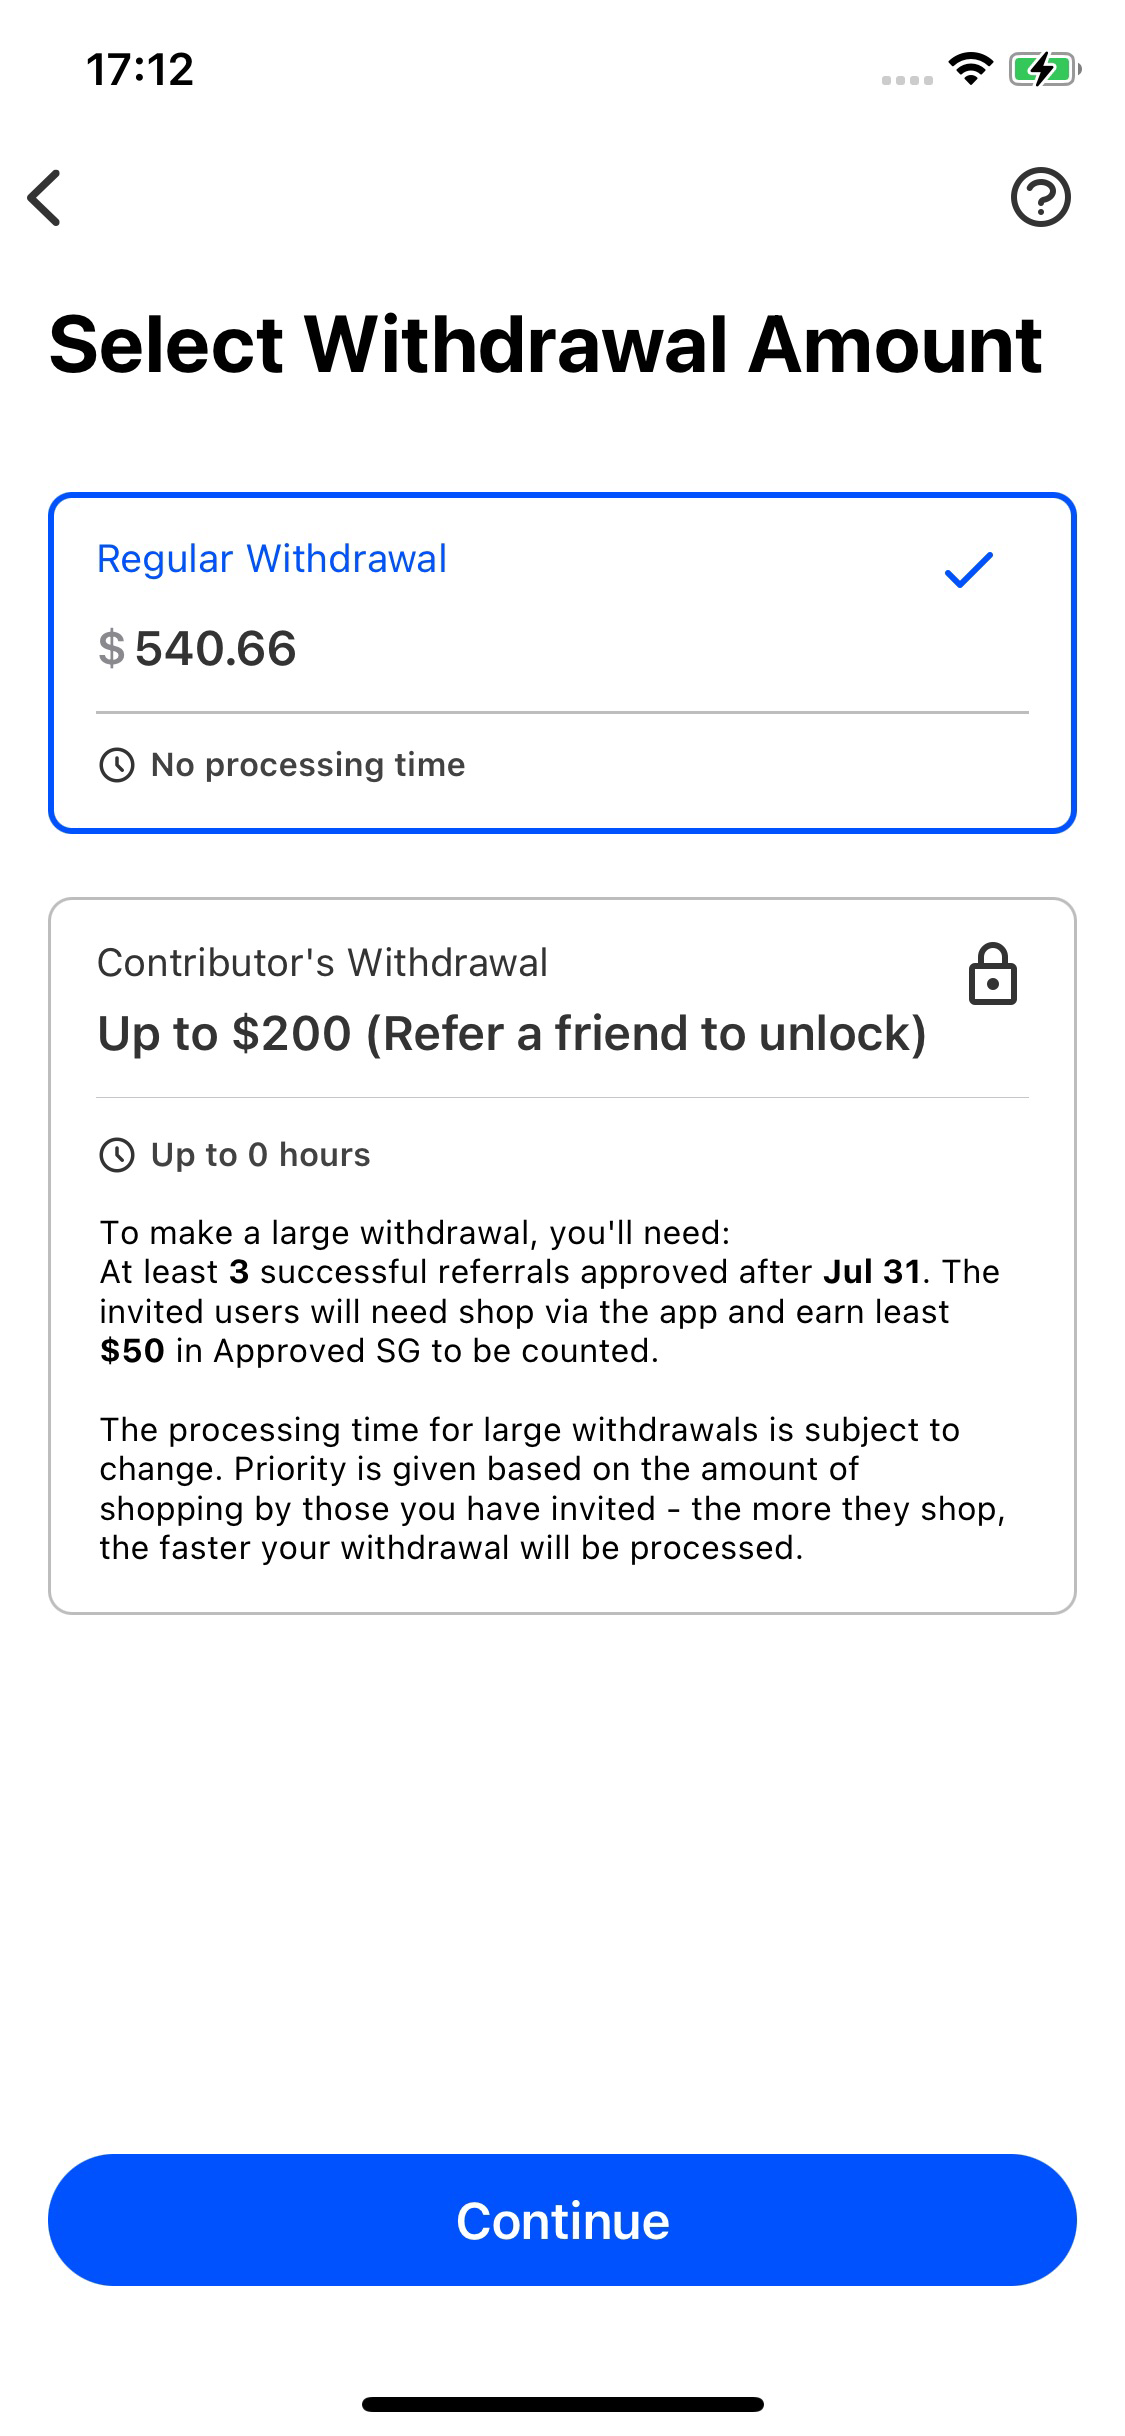 17:12
Select Withdrawal Amount
Regular Withdrawal
$ 540.66
No processing time
Contributor's Withdrawal
Up to $200 (Refer a friend to unlock)
Up to 0 hours
To make a large withdrawal, you'll need:
At least 3 successful referrals approved after Jul 31. The
invited users will need shop via the app and earn least
$50 in Approved SG to be counted.
The processing time for large withdrawals is subject to
change. Priority is given based on the amount of
shopping by those you have invited - the more they shop,
the faster your withdrawal will be processed.
Continue